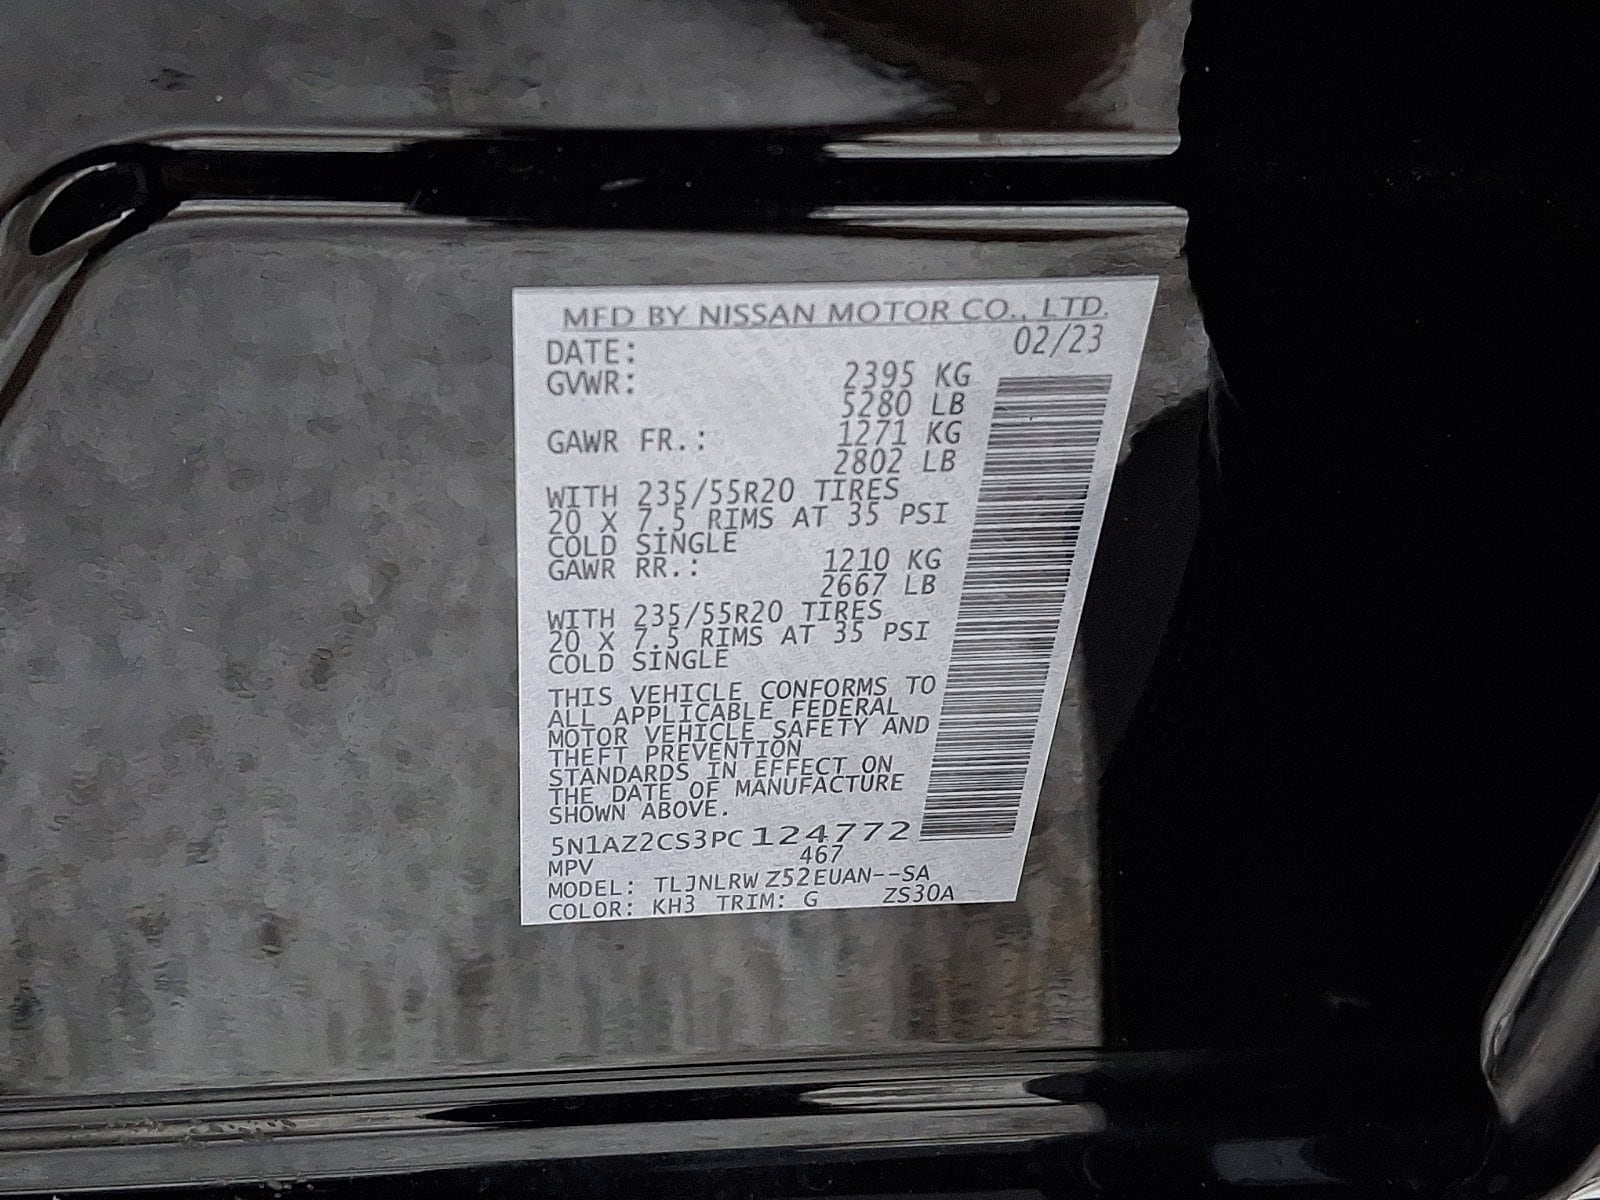 MFD BY NISSAN MOTOR CO., LTD.
DATE: 02/23
GVWR: 2395 KG
5280 LB
GAWR FR.: 1271 KG
2802 LB
WITH 235/55R20 TIRES
20 X 7.5 RIMS AT 35 PSI
COLD SINGLE
GAWR RR.: 1210 KG
2667 LB
WITH 235/55R20 TIRES
20 X 7.5 RIMS AT 35 PSI
COLD SINGLE
THIS VEHICLE CONFORMS TO
ALL APPLICABLE FEDERAL
MOTOR VEHICLE SAFETY AND
THEFT PREVENTION
STANDARDS IN EFFECT ON
THE DATE OF MANUFACTURE
SHOWN ABOVE.
5N1AZ2CS3PC124772
MPV 467
MODEL: TLJNLRWZ52EUAN--SA
COLOR: KH3 TRIM: G ZS30A